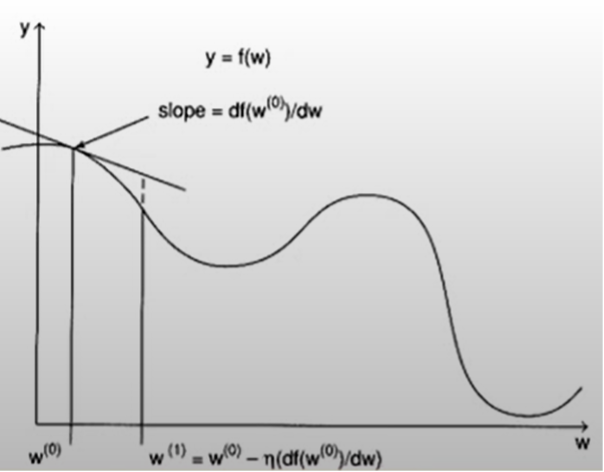 y
y = f(w)
slope = df(w⁽⁰⁾)/dw
w
w⁽⁰⁾
w⁽¹⁾ = w⁽⁰⁾ − η(df(w⁽⁰⁾)/dw)